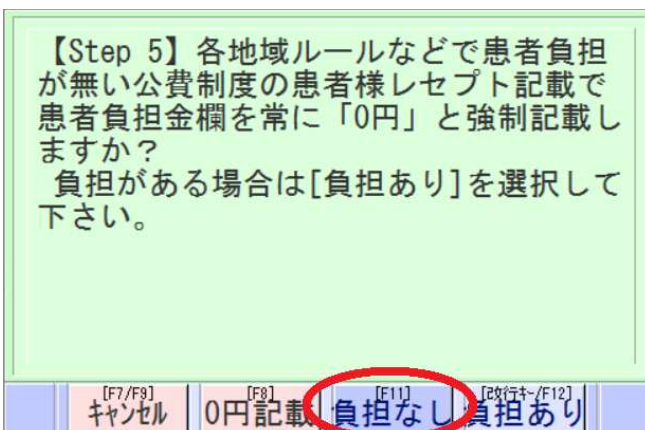 【Step 5】各地域ルールなどで患者負担
が無い公費制度の患者様レセプト記載で
患者負担金欄を常に「0円」と強制記載し
ますか？
負担がある場合は[負担あり]を選択して
下さい。
[F7/F9] [F8] [F11] [改行キー/F12]
キャンセル 0円記載 負担なし 負担あり